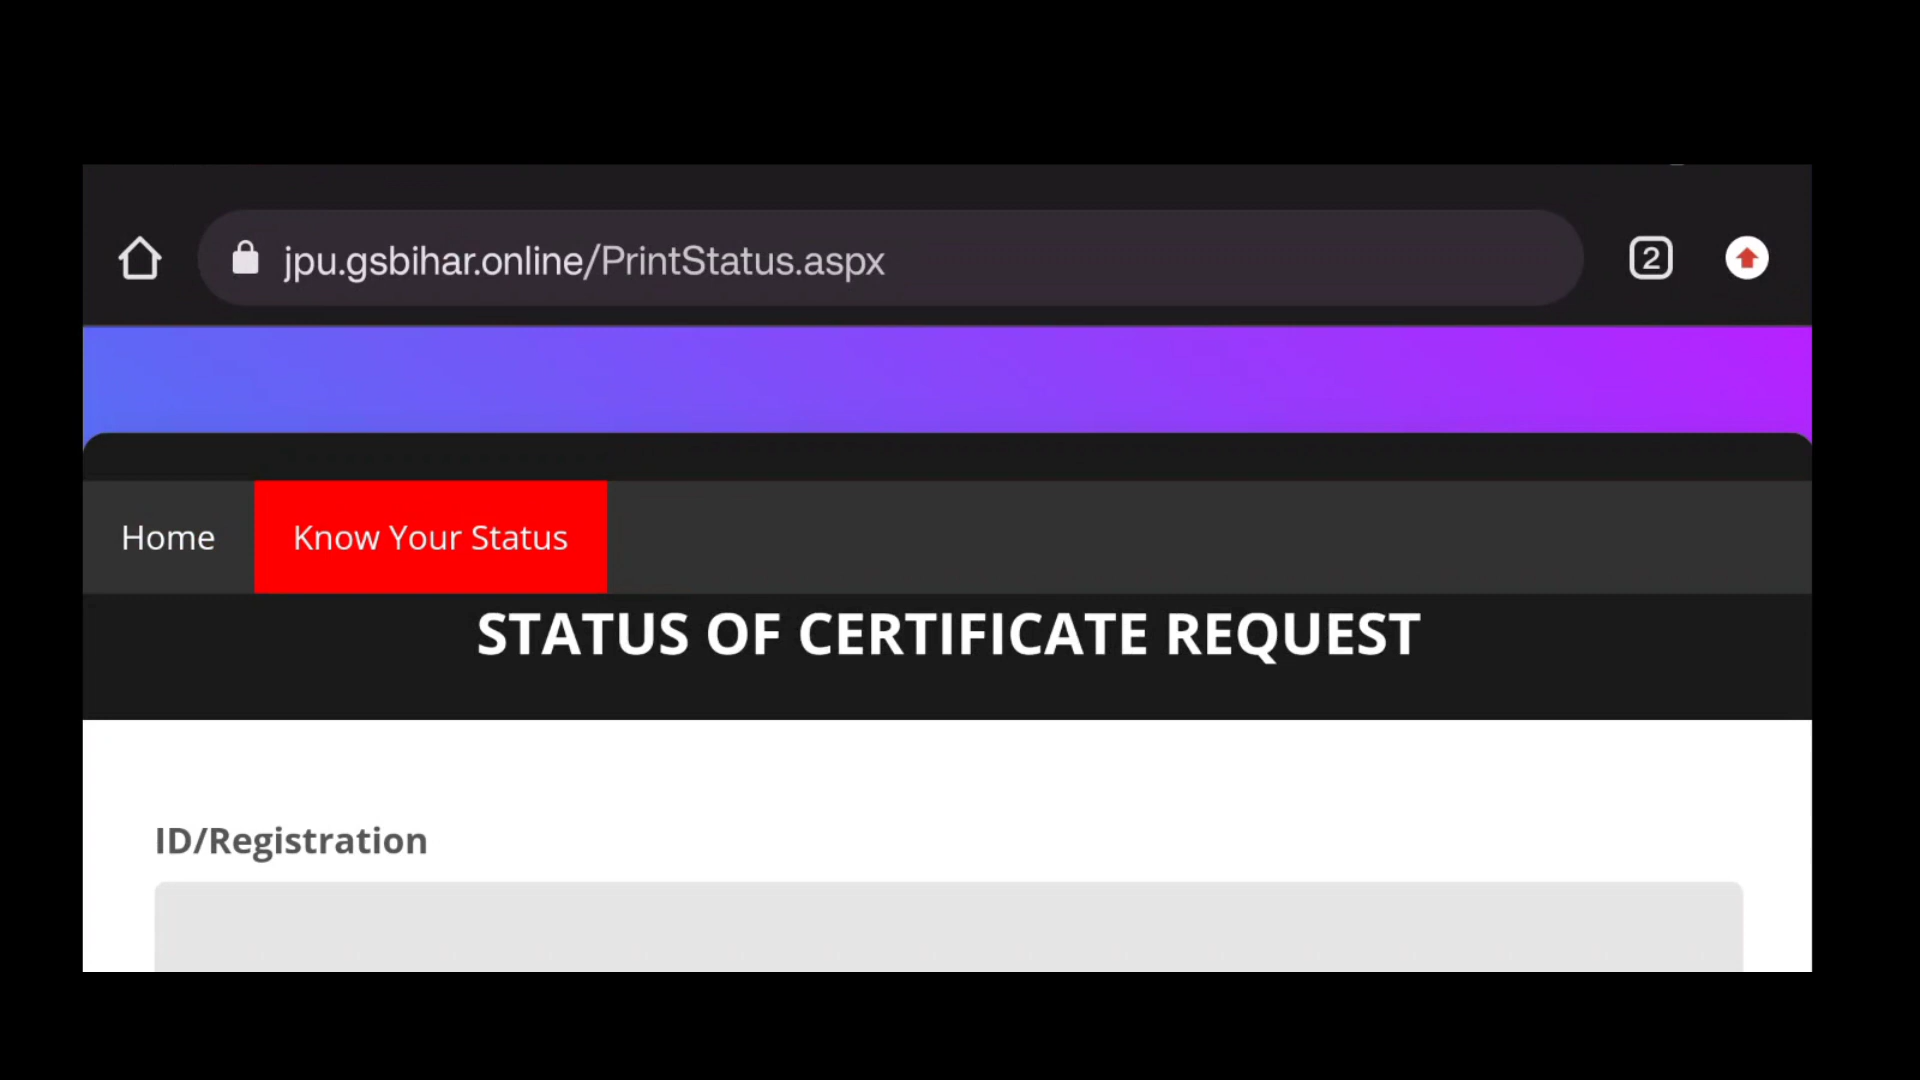 jpu.gsbihar.online/PrintStatus.aspx 2
Home Know Your Status
STATUS OF CERTIFICATE REQUEST
ID/Registration